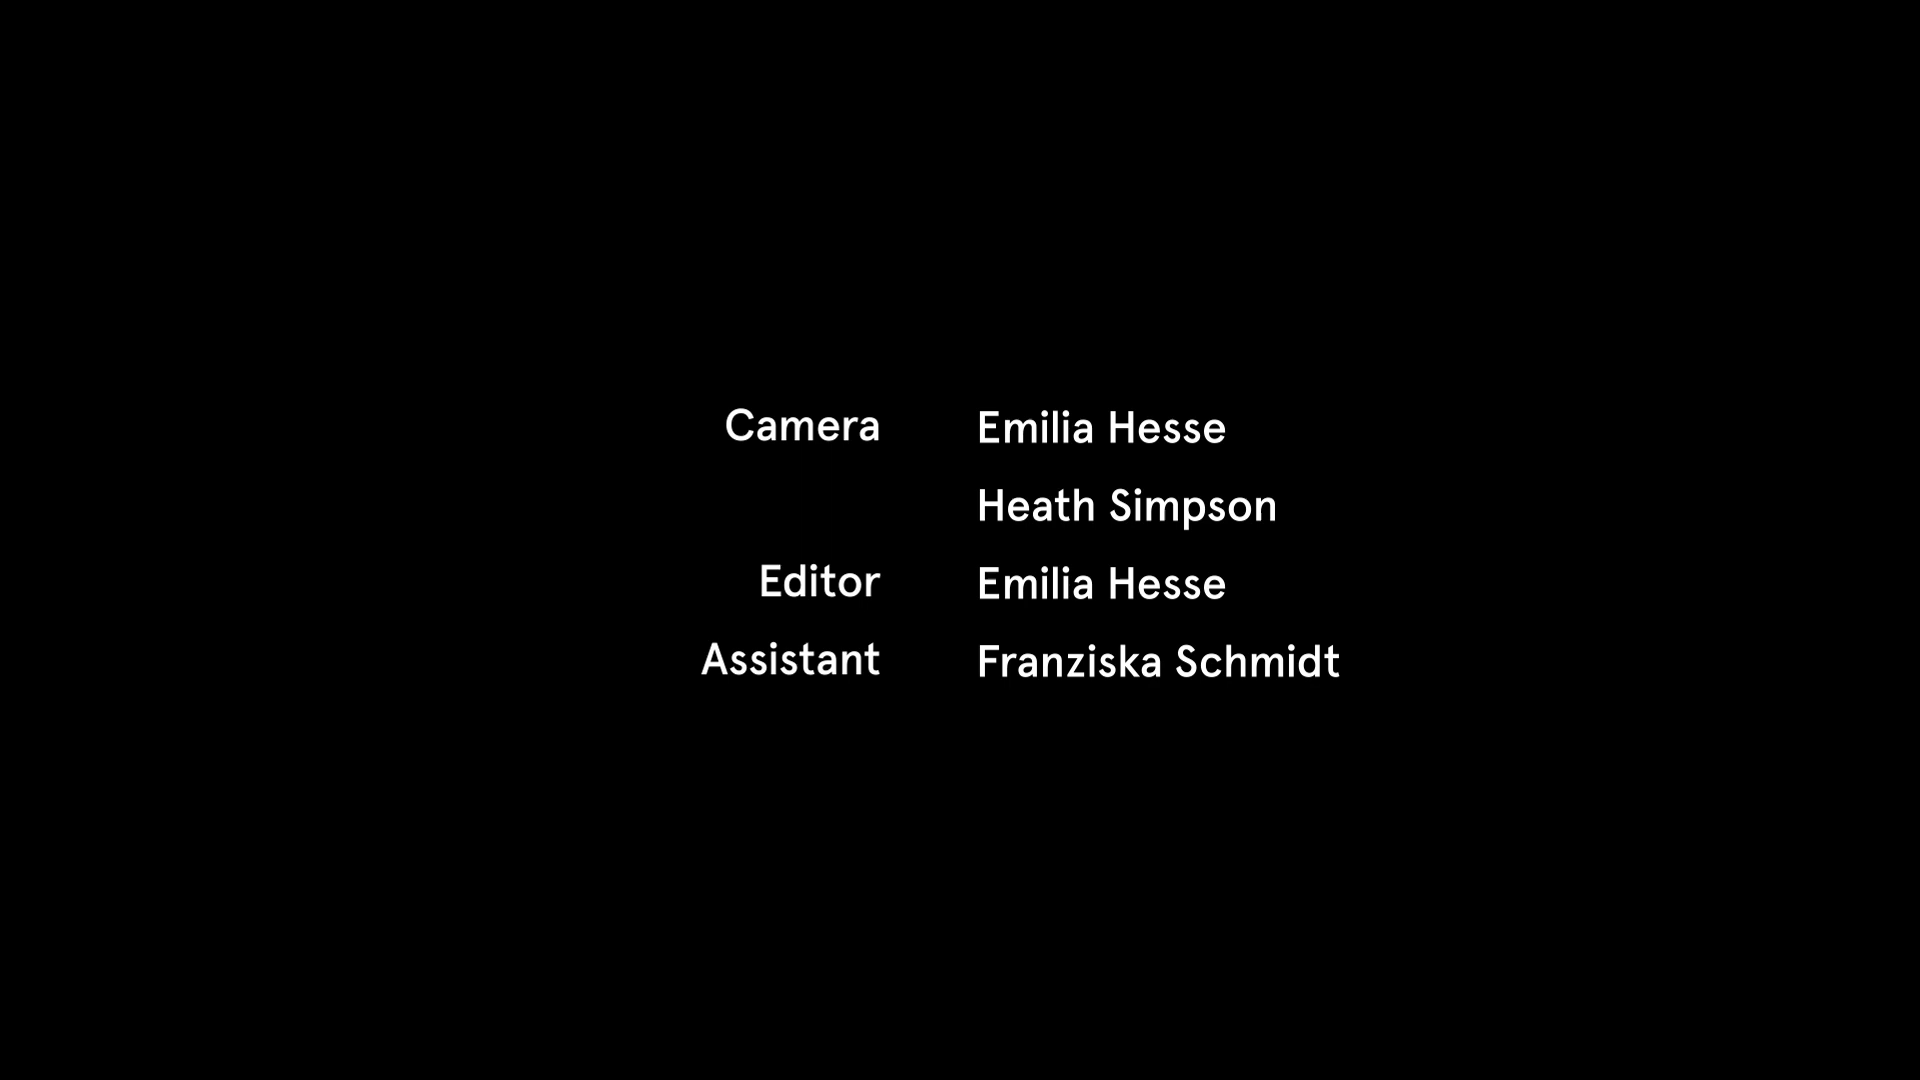 Camera Emilia Hesse
Heath Simpson
Editor Emilia Hesse
Assistant Franziska Schmidt